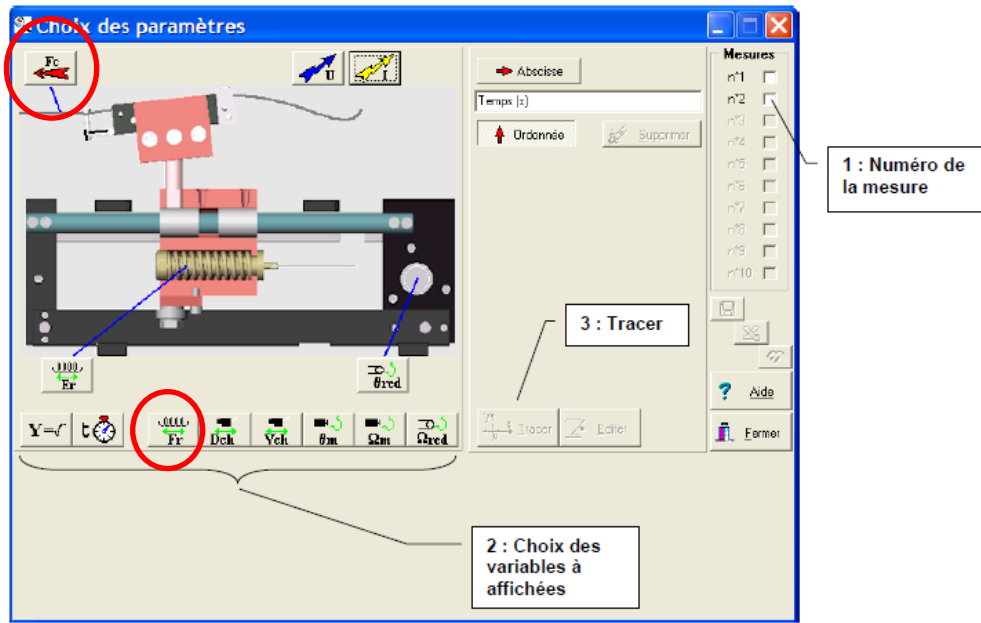 Choix des paramètres
Fc
U
I
Abscisse
Temps (s)
Ordonnée
Supprimer
Mesures
n°1
n°2
n°3
n°4
n°5
n°6
n°7
n°8
n°9
n°10
1 : Numéro de
la mesure
3 : Tracer
θred
Y=√
t
Fr
Dch
Vch
θm
Ωm
Ωred
Tracer
Editer
? Aide
Fermer
2 : Choix des
variables à
affichées